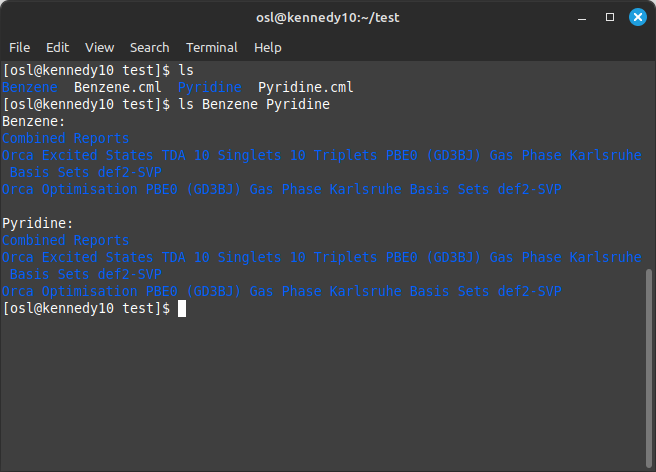 osl@kennedy10:~/test
File Edit View Search Terminal Help
[osl@kennedy10 test]$ ls
Benzene  Benzene.cml  Pyridine  Pyridine.cml
[osl@kennedy10 test]$ ls Benzene Pyridine
Benzene:
Combined Reports
Orca Excited States TDA 10 Singlets 10 Triplets PBE0 (GD3BJ) Gas Phase Karlsruhe
 Basis Sets def2-SVP
Orca Optimisation PBE0 (GD3BJ) Gas Phase Karlsruhe Basis Sets def2-SVP
Pyridine:
Combined Reports
Orca Excited States TDA 10 Singlets 10 Triplets PBE0 (GD3BJ) Gas Phase Karlsruhe
 Basis Sets def2-SVP
Orca Optimisation PBE0 (GD3BJ) Gas Phase Karlsruhe Basis Sets def2-SVP
[osl@kennedy10 test]$